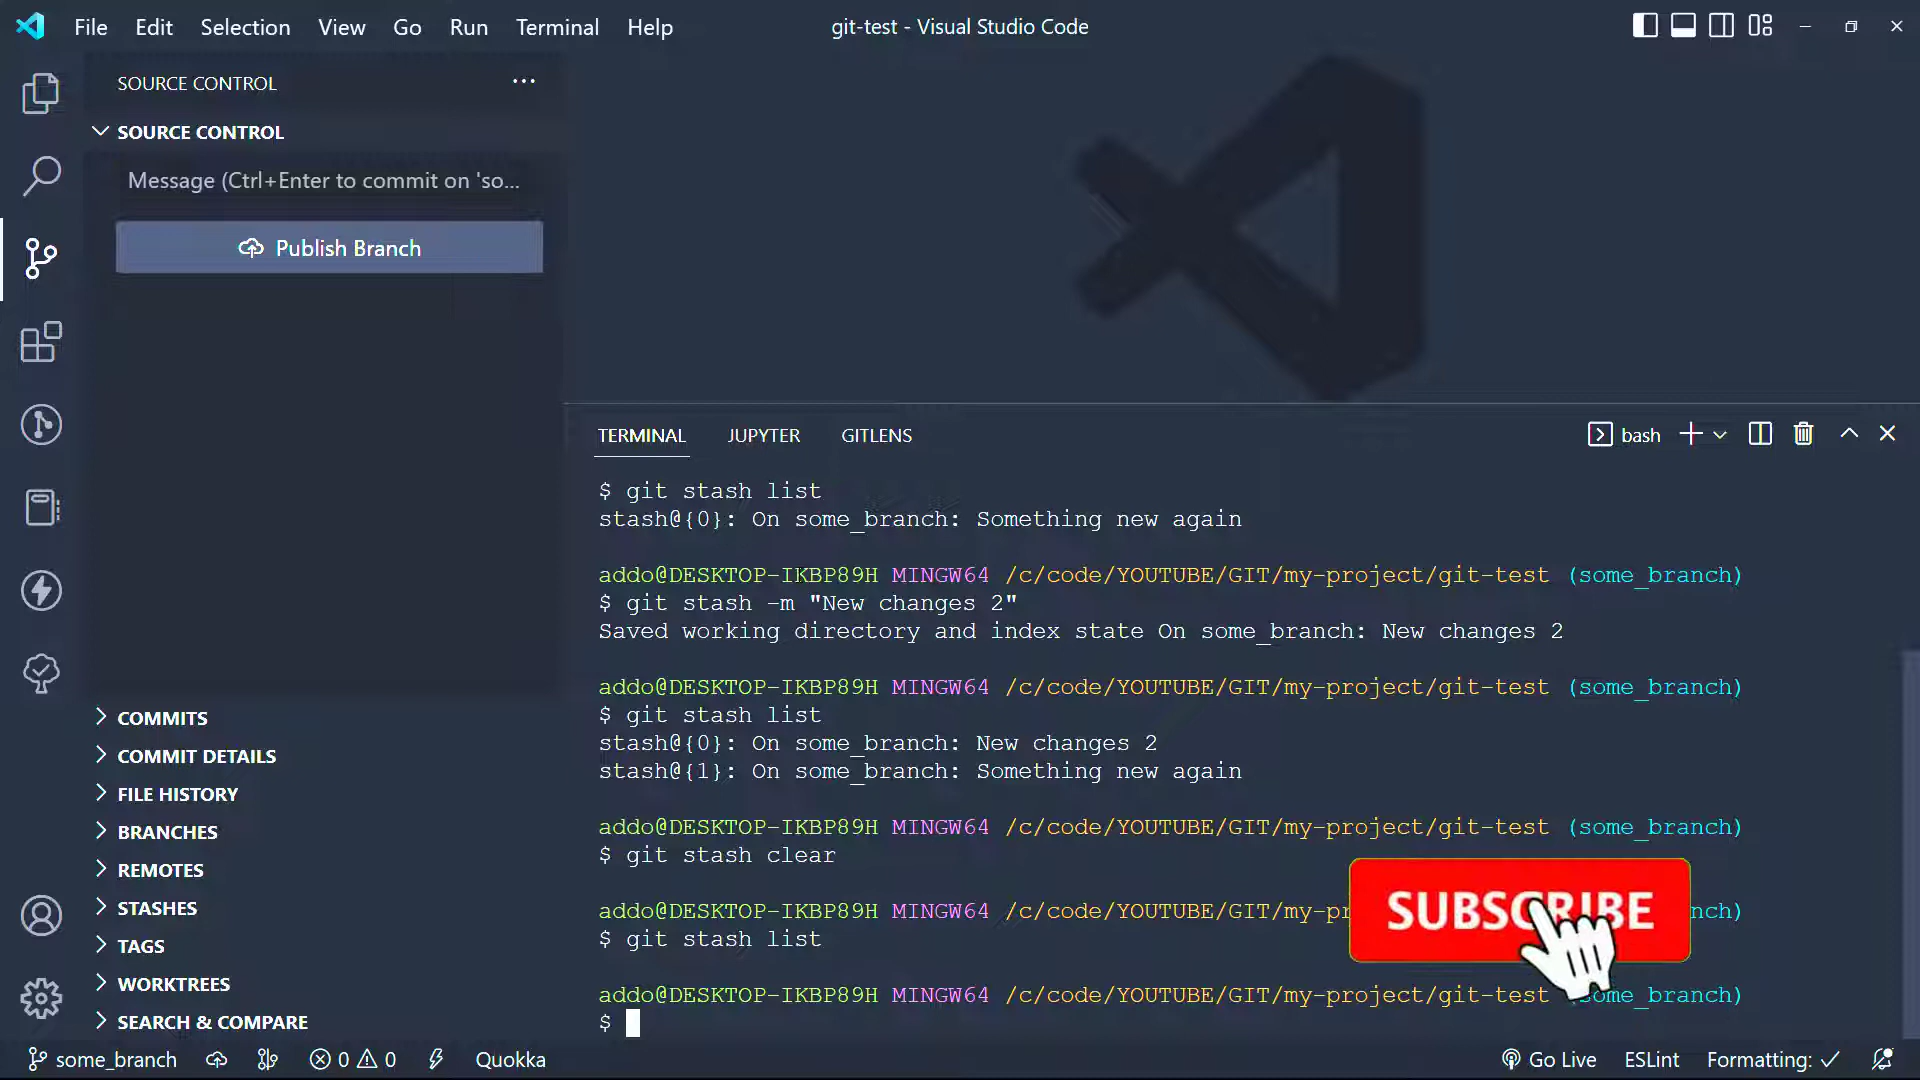 File Edit Selection View Go Run Terminal Help
git-test - Visual Studio Code
SOURCE CONTROL
SOURCE CONTROL
Message (Ctrl+Enter to commit on 'so...
Publish Branch
COMMITS
COMMIT DETAILS
FILE HISTORY
BRANCHES
REMOTES
STASHES
TAGS
WORKTREES
SEARCH & COMPARE
TERMINAL JUPYTER GITLENS
bash
$ git stash list
stash@{0}: On some_branch: Something new again
addo@DESKTOP-IKBP89H MINGW64 /c/code/YOUTUBE/GIT/my-project/git-test (some_branch)
$ git stash -m "New changes 2"
Saved working directory and index state On some_branch: New changes 2
addo@DESKTOP-IKBP89H MINGW64 /c/code/YOUTUBE/GIT/my-project/git-test (some_branch)
$ git stash list
stash@{0}: On some_branch: New changes 2
stash@{1}: On some_branch: Something new again
addo@DESKTOP-IKBP89H MINGW64 /c/code/YOUTUBE/GIT/my-project/git-test (some_branch)
$ git stash clear
addo@DESKTOP-IKBP89H MINGW64 /c/code/YOUTUBE/GIT/my-pr nch)
$ git stash list
SUBSCRIBE
addo@DESKTOP-IKBP89H MINGW64 /c/code/YOUTUBE/GIT/my-project/git-test (some_branch)
$
some_branch 0 0 Quokka
Go Live ESLint Formatting: